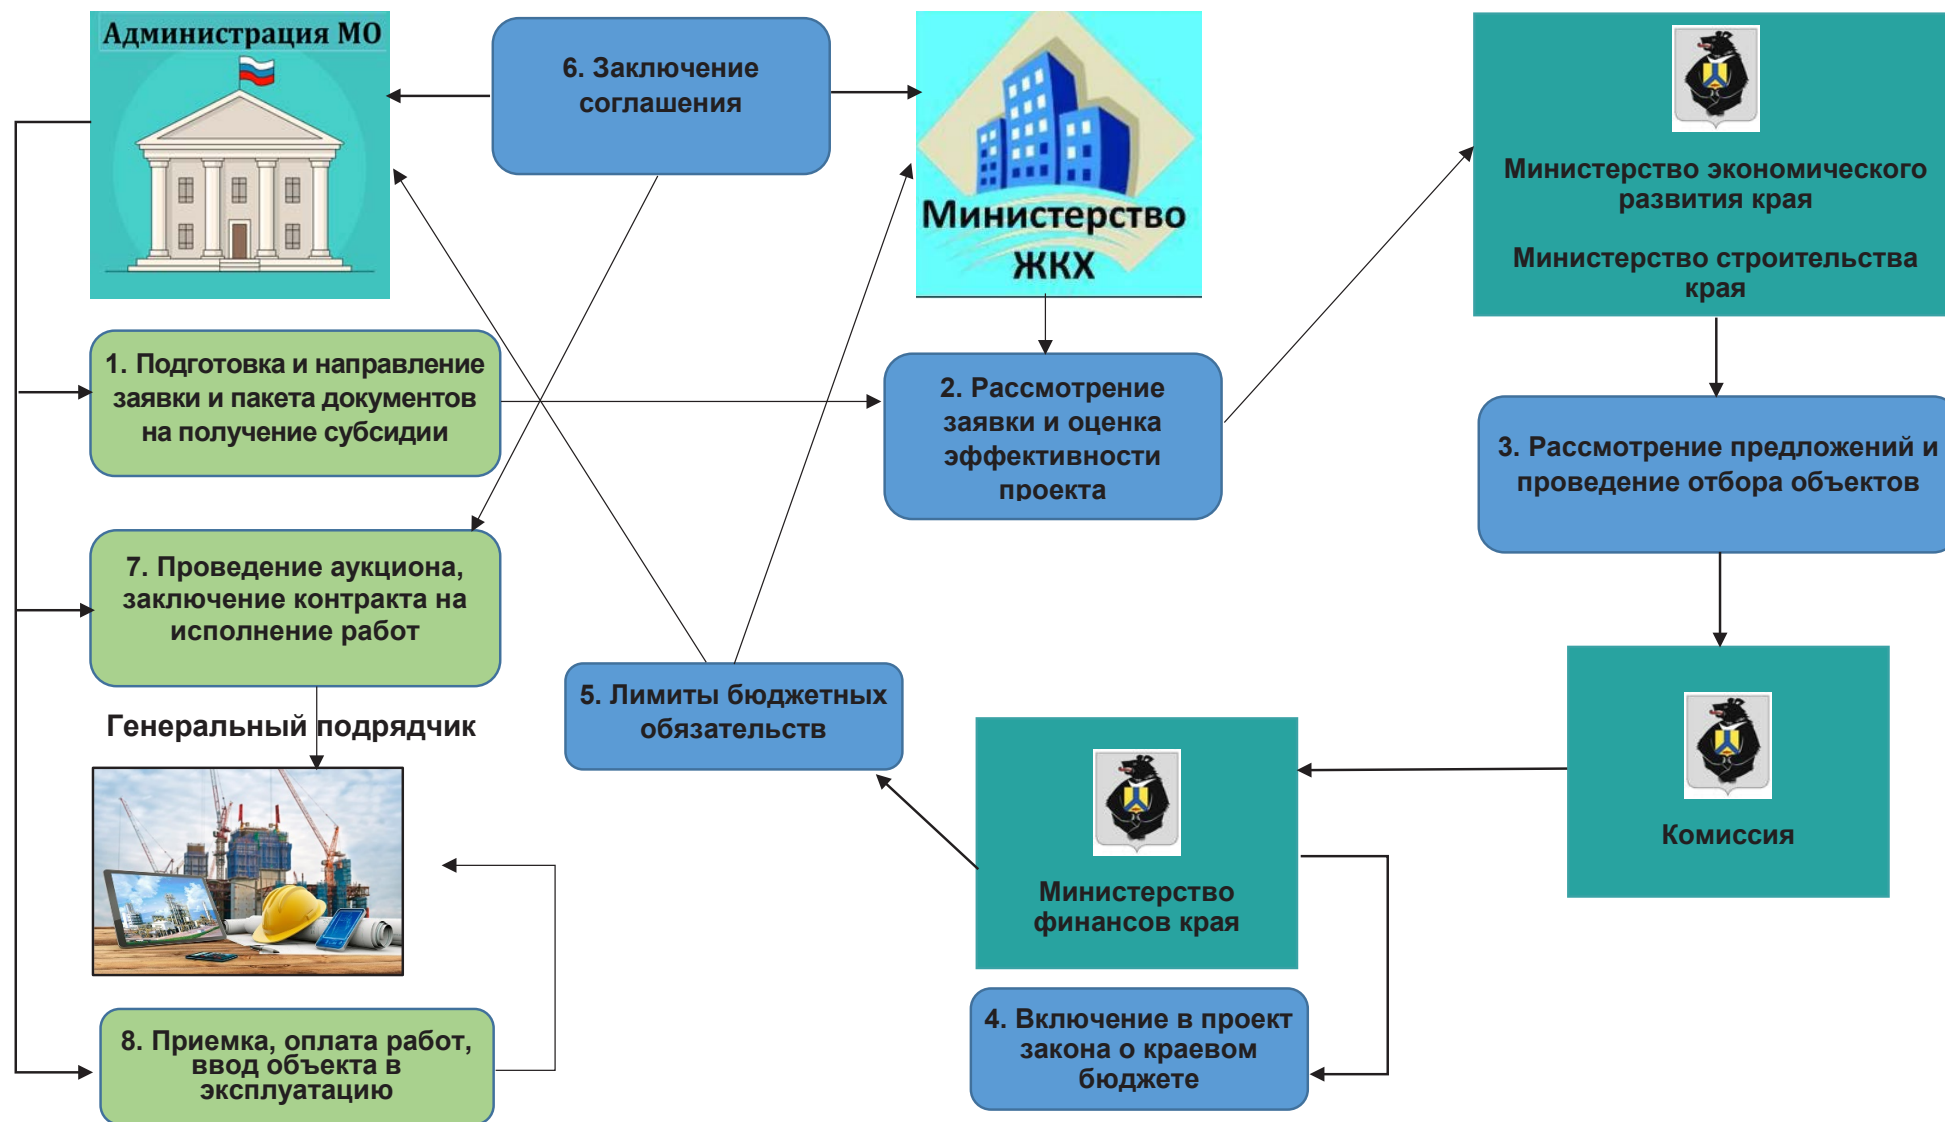 Администрация МО
6. Заключение
соглашения
Министерство
ЖКХ
Министерство экономического
развития края
Министерство строительства
края
1. Подготовка и направление
заявки и пакета документов
на получение субсидии
2. Рассмотрение
заявки и оценка
эффективности
проекта
3. Рассмотрение предложений и
проведение отбора объектов
7. Проведение аукциона,
заключение контракта на
исполнение работ
5. Лимиты бюджетных
обязательств
Генеральный подрядчик
Министерство
финансов края
Комиссия
4. Включение в проект
закона о краевом
бюджете
8. Приемка, оплата работ,
ввод объекта в
эксплуатацию